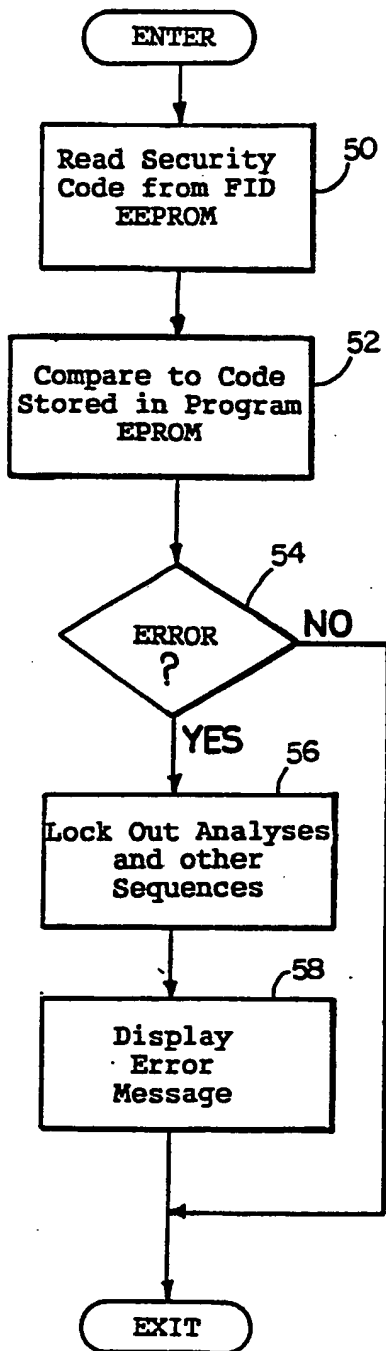 ENTER
Read Security
Code from FID
EEPROM
50
Compare to Code
Stored in Program
EPROM
52
54
ERROR
?
NO
YES
56
Lock Out Analyses
and other
Sequences
58
Display
Error
Message
EXIT